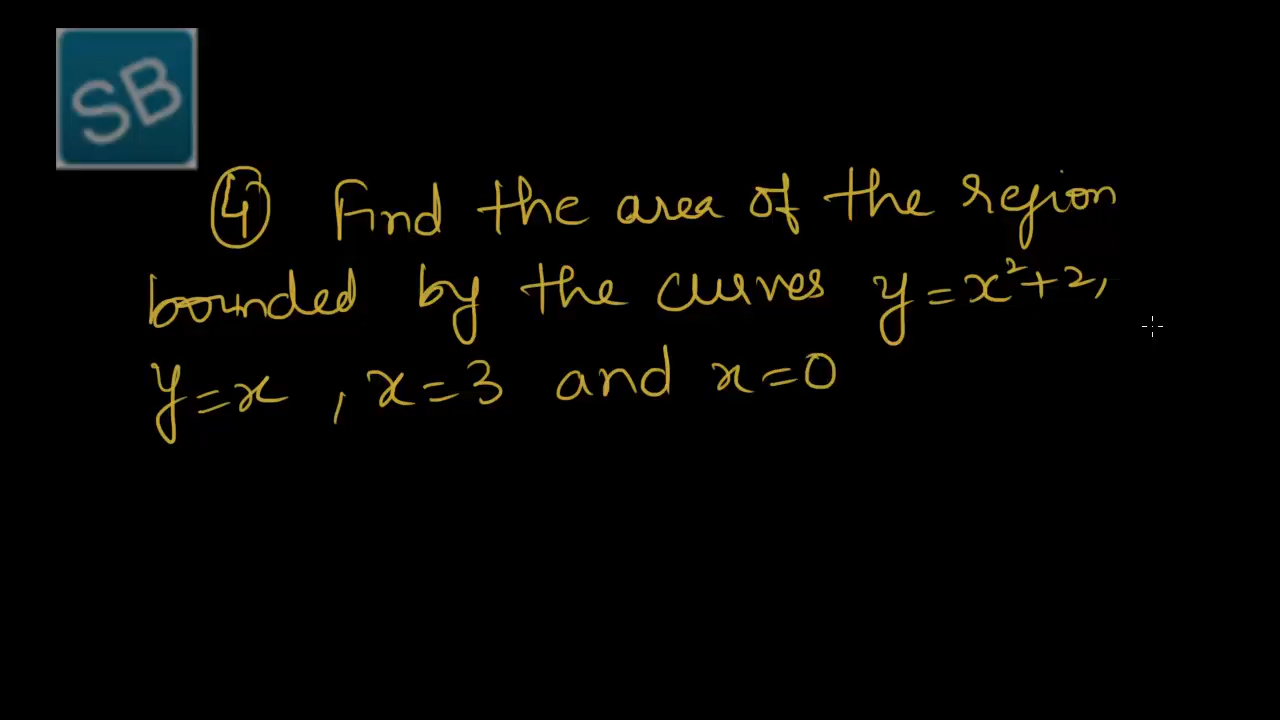 SB
④ Find the area of the region
bounded by the curves y=x²+2,
y=x, x=3 and x=0